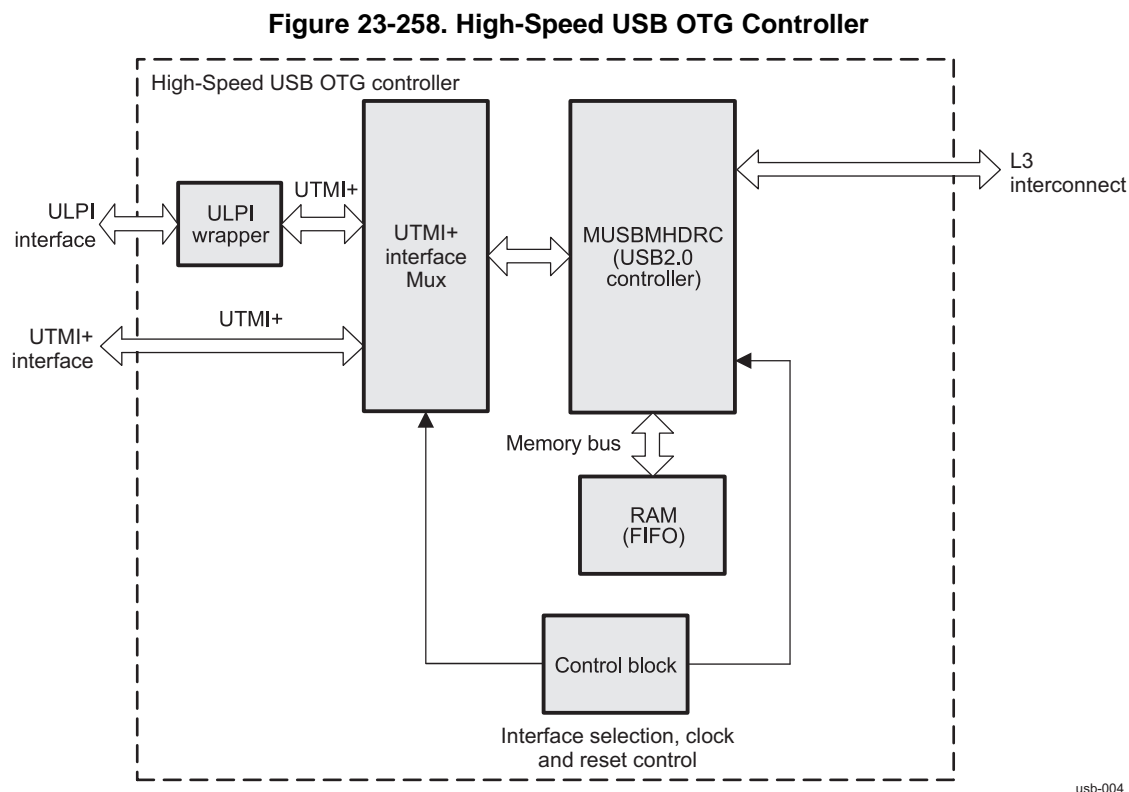 Figure 23-258. High-Speed USB OTG Controller
High-Speed USB OTG controller
ULPI
interface
ULPI
wrapper
UTMI+
UTMI+
interface
UTMI+
UTMI+
interface
Mux
MUSBMHDRC
(USB2.0
controller)
L3
interconnect
Memory bus
RAM
(FIFO)
Control block
Interface selection, clock
and reset control
usb-004